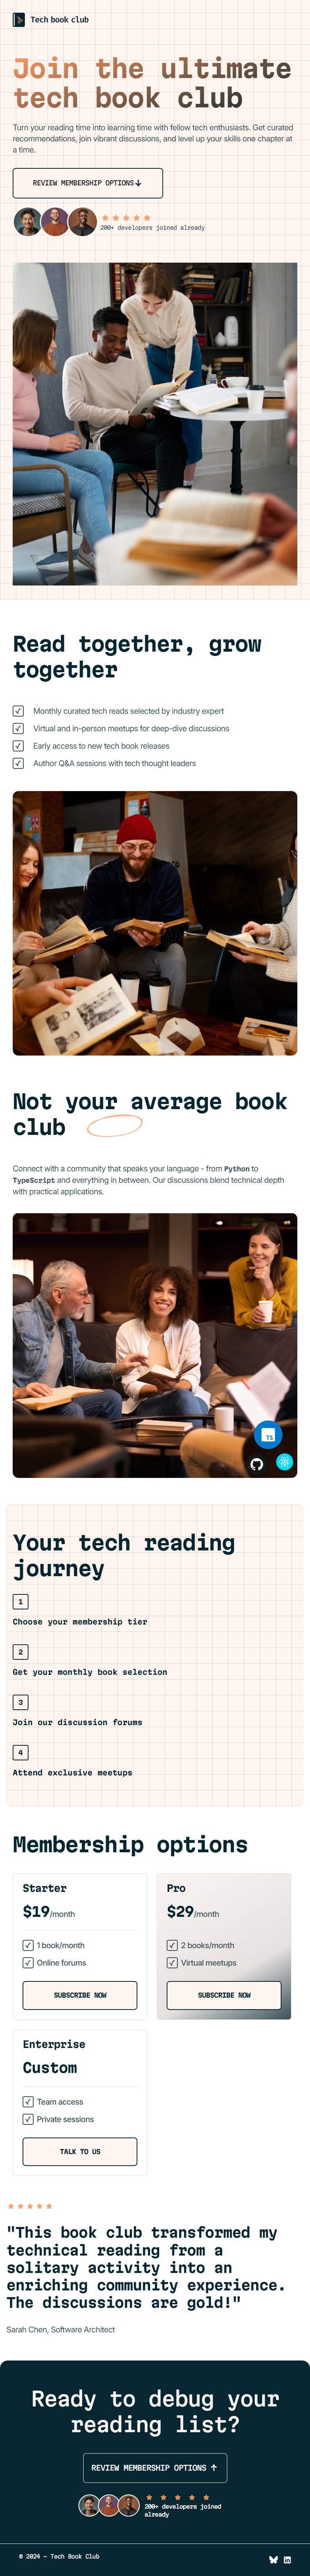 Tech book club
Join the ultimate
tech book club
Turn your reading time into learning time with fellow tech enthusiasts. Get curated
recommendations, join vibrant discussions, and level up your skills one chapter at
a time.
REVIEW MEMBERSHIP OPTIONS↓
200+ developers joined already
Read together, grow
together
Monthly curated tech reads selected by industry expert
Virtual and in-person meetups for deep-dive discussions
Early access to new tech book releases
Author Q&A sessions with tech thought leaders
Not your average book
club
Connect with a community that speaks your language - from Python to
TypeScript and everything in between. Our discussions blend technical depth
with practical applications.
TS
Your tech reading
journey
1
Choose your membership tier
2
Get your monthly book selection
3
Join our discussion forums
4
Attend exclusive meetups
Membership options
Starter
$19/month
1 book/month
Online forums
SUBSCRIBE NOW
Pro
$29/month
2 books/month
Virtual meetups
SUBSCRIBE NOW
Enterprise
Custom
Team access
Private sessions
TALK TO US
"This book club transformed my
technical reading from a
solitary activity into an
enriching community experience.
The discussions are gold!"
Sarah Chen, Software Architect
Ready to debug your
reading list?
REVIEW MEMBERSHIP OPTIONS ↑
200+ developers joined
already
© 2024 - Tech Book Club
in